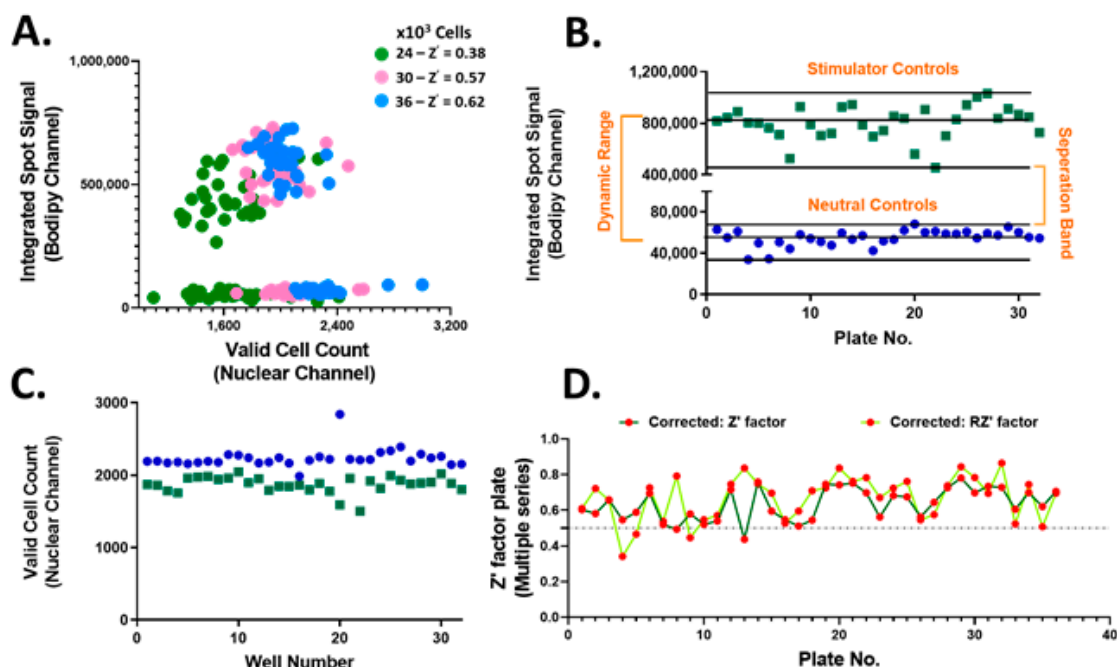 A.
x10³ Cells
24 – Z' = 0.38
30 – Z' = 0.57
36 – Z' = 0.62
1,000,000
500,000
0
1,600
2,400
3,200
Integrated Spot Signal
(Bodipy Channel)
Valid Cell Count
(Nuclear Channel)
B.
Stimulator Controls
Neutral Controls
Dynamic Range
Seperation Band
1,200,000
800,000
400,000
80,000
40,000
0
0
10
20
30
Integrated Spot Signal
(Bodipy Channel)
Plate No.
C.
3000
2000
1000
0
0
10
20
30
Valid Cell Count
(Nuclear Channel)
Well Number
D.
Corrected: Z' factor
Corrected: RZ' factor
1.0
0.8
0.6
0.4
0.2
0.0
0
10
20
30
40
Z' factor plate
(Multiple series)
Plate No.